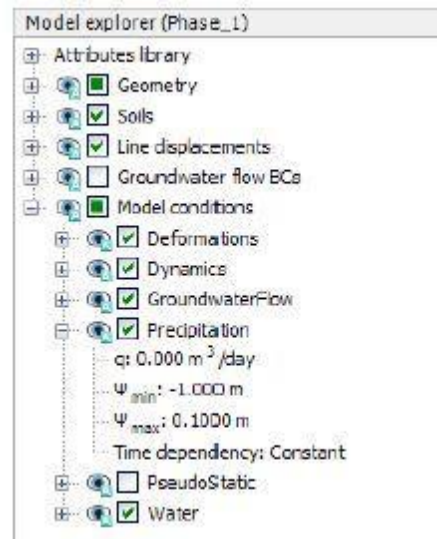 Model explorer (Phase_1)
Attributes library
Geometry
Soils
Line displacements
Groundwater flow BCs
Model conditions
Deformations
Dynamics
GroundwaterFlow
Precipitation
q: 0.000 m³/day
Ψmin: -1.000 m
Ψmax: 0.1000 m
Time dependency: Constant
PseudoStatic
Water